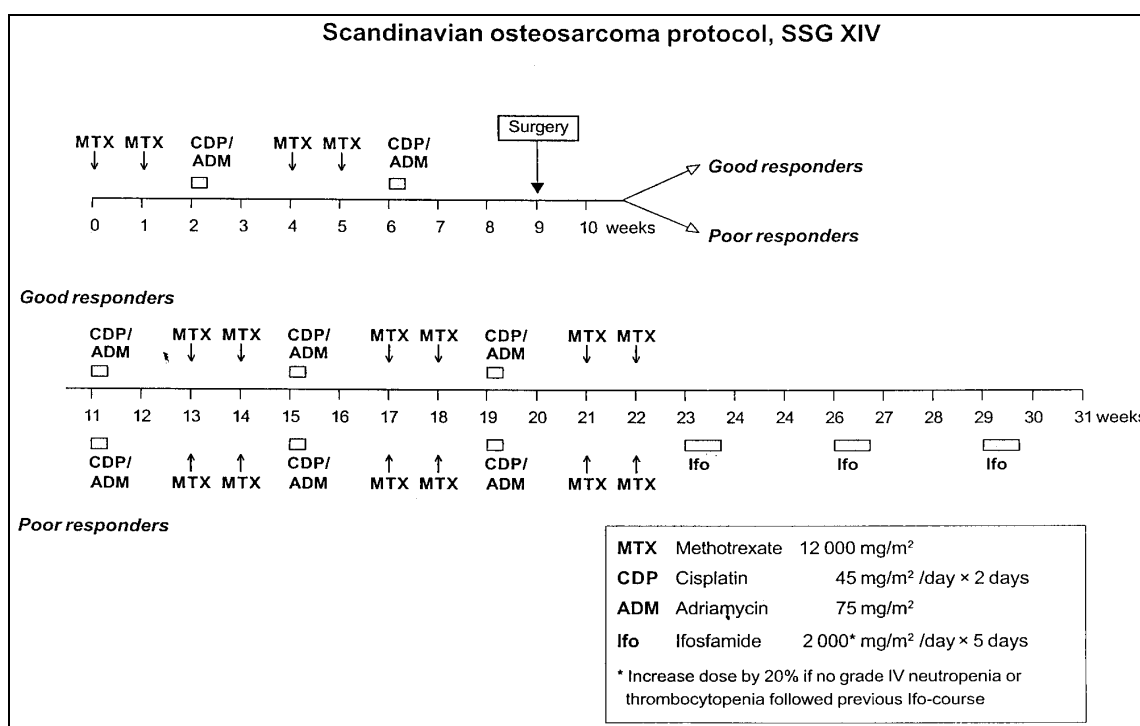 Scandinavian osteosarcoma protocol, SSG XIV
Surgery
MTX MTX CDP/ MTX MTX CDP/
ADM ADM
Good responders
0 1 2 3 4 5 6 7 8 9 10 weeks
Poor responders
Good responders
CDP/ MTX MTX CDP/ MTX MTX CDP/ MTX MTX
ADM ADM ADM
11 12 13 14 15 16 17 18 19 20 21 22 23 24 26 27 28 29 30 31 weeks
CDP/ CDP/ CDP/ Ifo Ifo Ifo
ADM MTX MTX ADM MTX MTX ADM MTX MTX
Poor responders
MTX Methotrexate 12 000 mg/m²
CDP Cisplatin 45 mg/m² /day × 2 days
ADM Adriamycin 75 mg/m²
Ifo Ifosfamide 2 000* mg/m² /day × 5 days
* Increase dose by 20% if no grade IV neutropenia or
thrombocytopenia followed previous Ifo-course